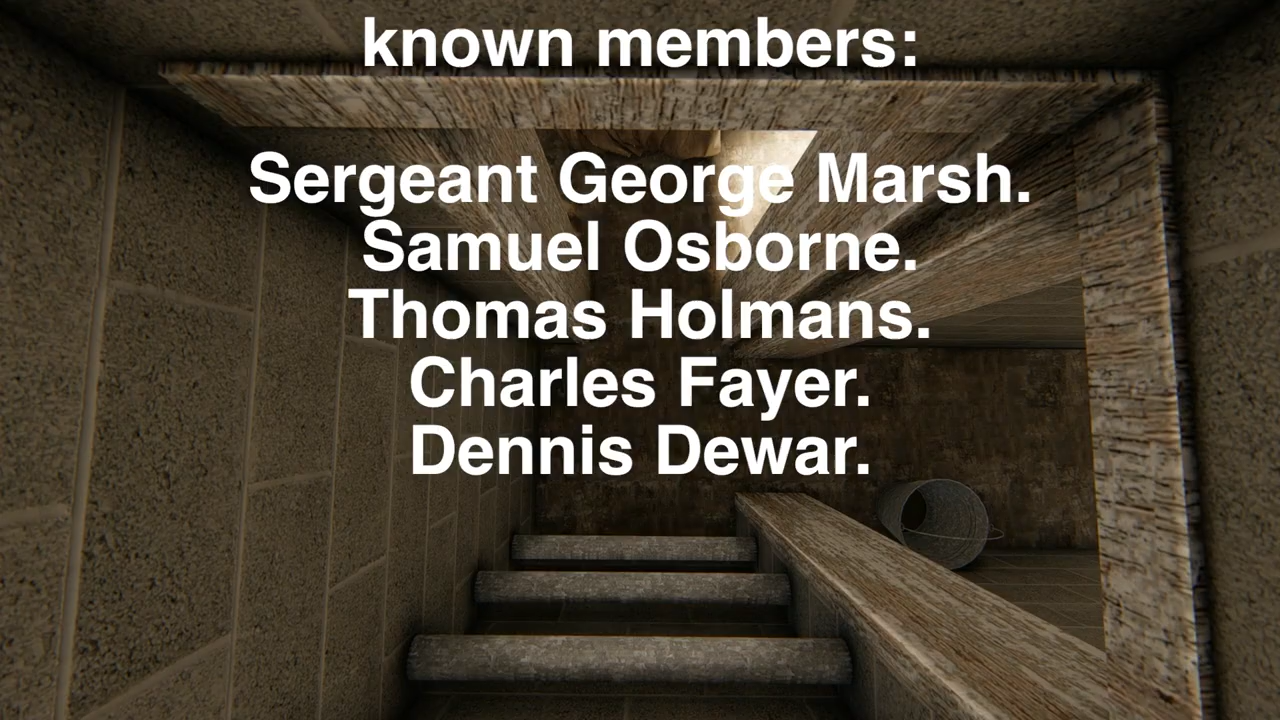 known members:
Sergeant George Marsh.
Samuel Osborne.
Thomas Holmans.
Charles Fayer.
Dennis Dewar.